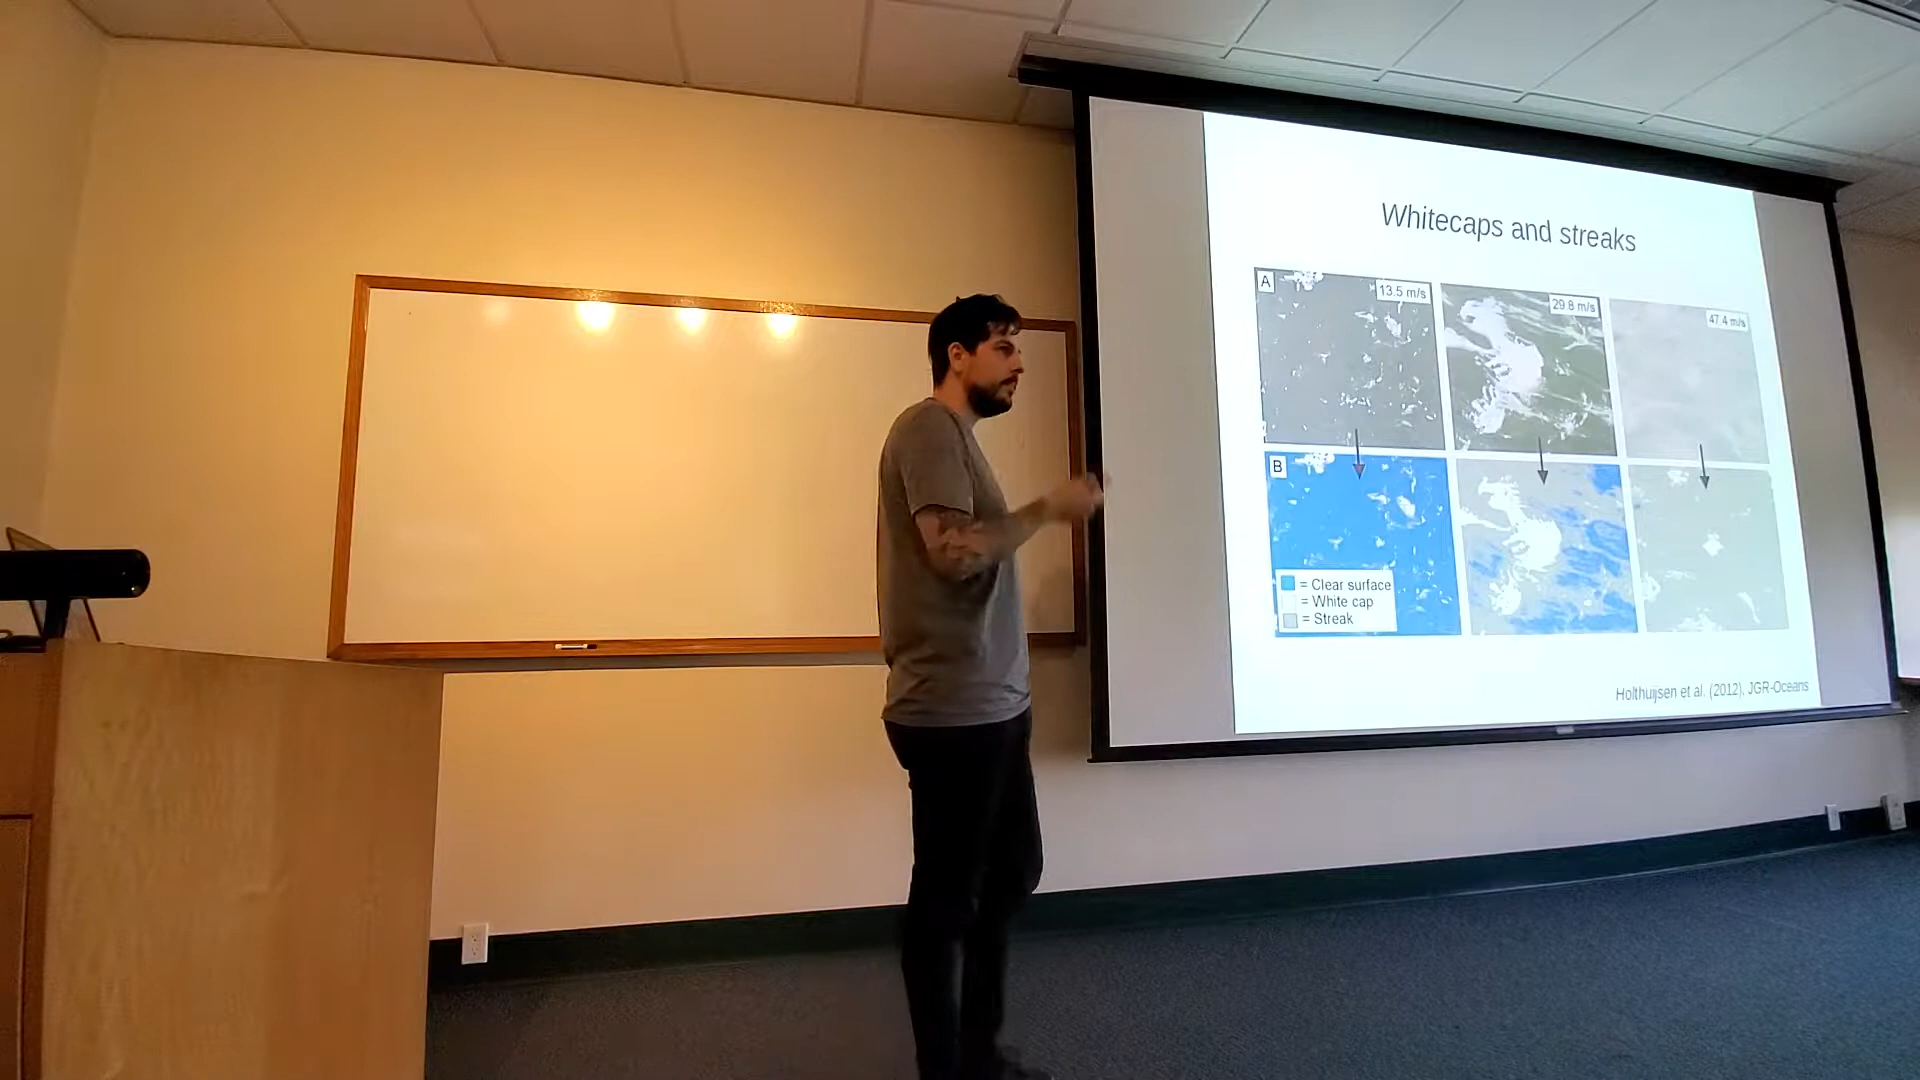 Whitecaps and streaks
A
13.5 m/s
29.8 m/s
47.4 m/s
B
= Clear surface
= White cap
= Streak
Holthuijsen et al. (2012), JGR-Oceans